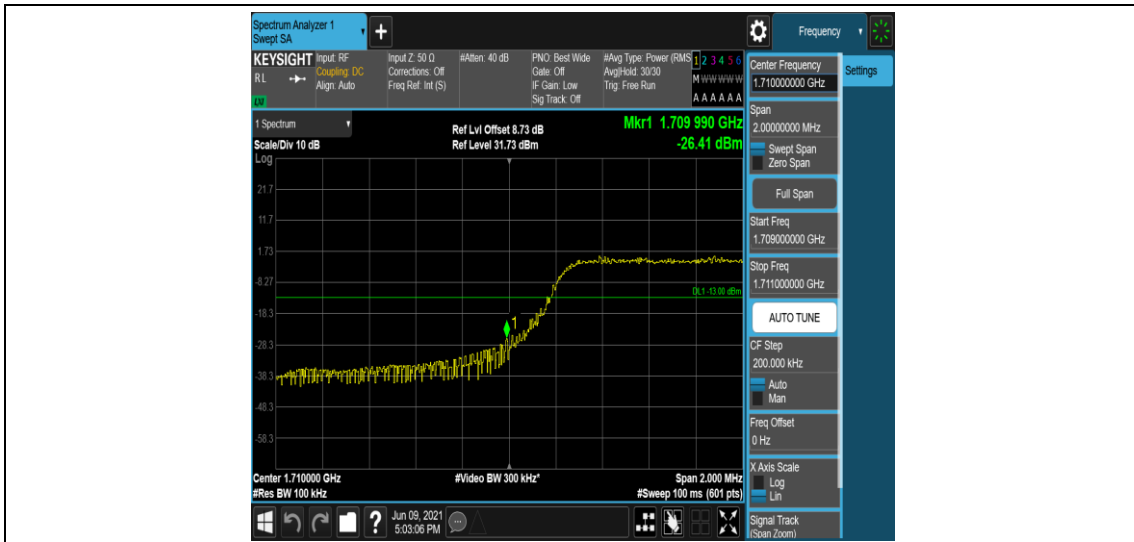 Spectrum Analyzer 1
Swept SA
+
Frequency
KEYSIGHT
RL
LXI
Input: RF
Coupling: DC
Align: Auto
Input Z: 50 Ω
Corrections: Off
Freq Ref: Int (S)
#Atten: 40 dB
PNO: Best Wide
Gate: Off
IF Gain: Low
Sig Track: Off
#Avg Type: Power (RMS
Avg|Hold: 30/30
Trig: Free Run
1 2 3 4 5 6
M W W W W W
A A A A A A
1 Spectrum
Scale/Div 10 dB
Log
Ref Lvl Offset 8.73 dB
Ref Level 31.73 dBm
Mkr1 1.709 990 GHz
-26.41 dBm
21.7
11.7
1.73
-8.27
-18.3
-28.3
-38.3
-48.3
-58.3
DL1 -13.00 dBm
1
Center 1.710000 GHz
#Res BW 100 kHz
#Video BW 300 kHz*
Span 2.000 MHz
#Sweep 100 ms (601 pts)
Jun 09, 2021
5:03:06 PM
?
Center Frequency
1.710000000 GHz
Settings
Span
2.00000000 MHz
Swept Span
Zero Span
Full Span
Start Freq
1.709000000 GHz
Stop Freq
1.711000000 GHz
AUTO TUNE
CF Step
200.000 kHz
Auto
Man
Freq Offset
0 Hz
X Axis Scale
Log
Lin
Signal Track
(Span Zoom)